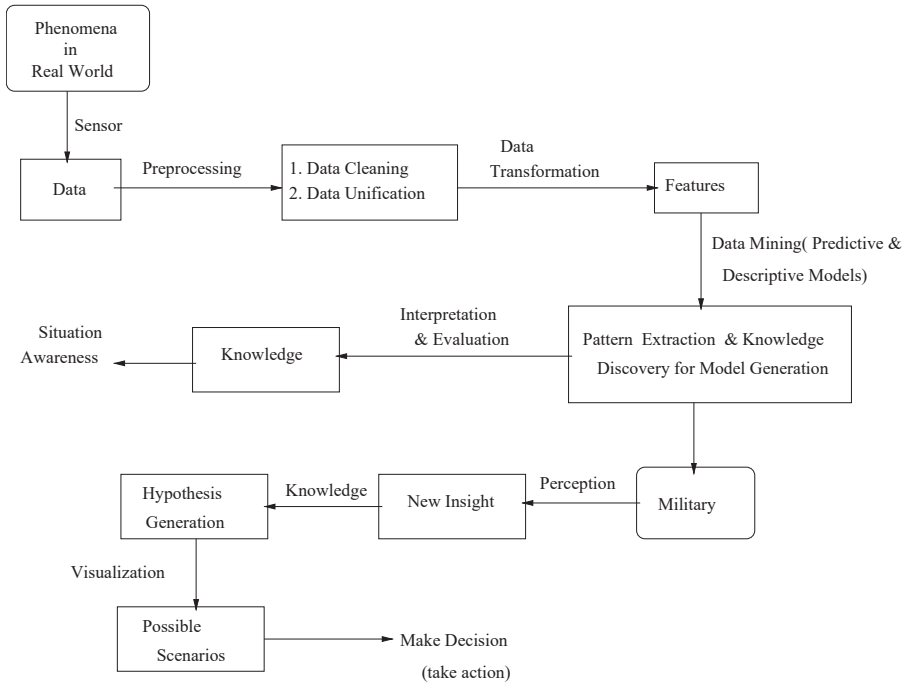 Phenomena
in
Real World
Sensor
Data
Preprocessing
1. Data Cleaning
2. Data Unification
Data
Transformation
Features
Data Mining( Predictive &
Descriptive Models)
Pattern Extraction & Knowledge
Discovery for Model Generation
Interpretation
& Evaluation
Knowledge
Situation
Awareness
Military
Perception
New Insight
Knowledge
Hypothesis
Generation
Visualization
Possible
Scenarios
Make Decision
(take action)